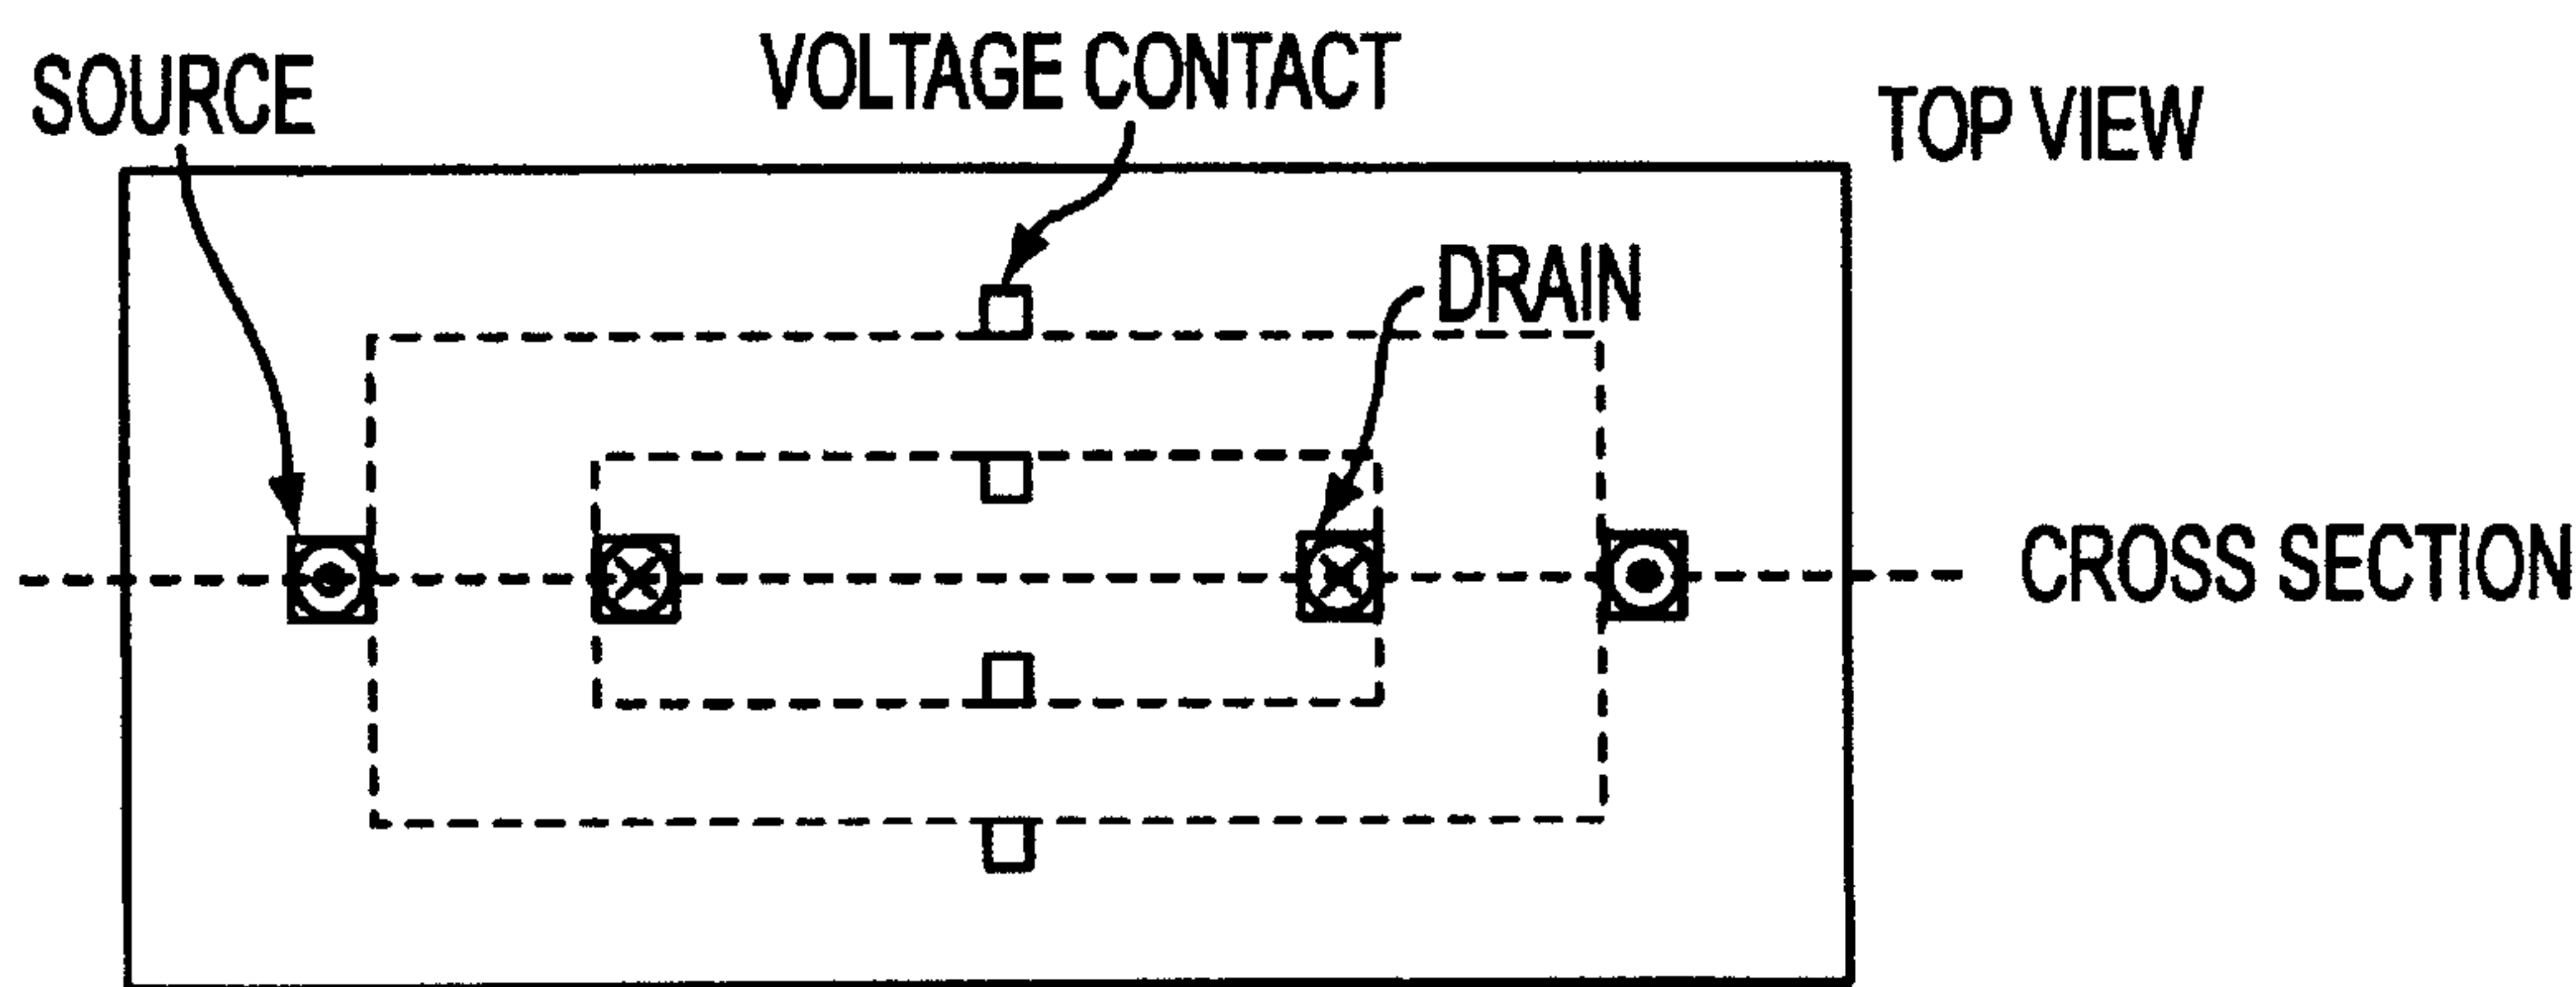 SOURCE
VOLTAGE CONTACT
TOP VIEW
DRAIN
CROSS SECTION